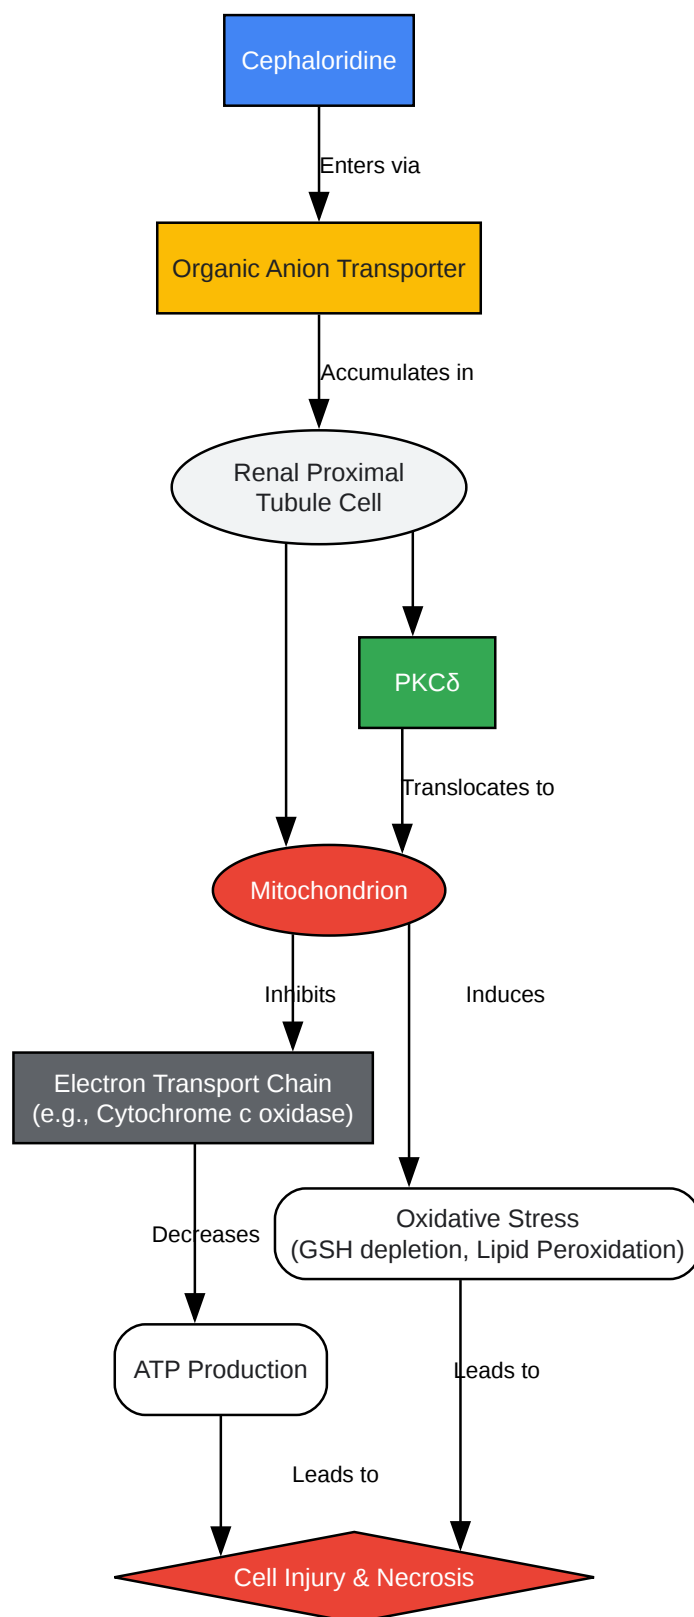 Cephaloridine
Enters via
Organic Anion Transporter
Accumulates in
Renal Proximal
Tubule Cell
PKCδ
Translocates to
Mitochondrion
Inhibits
Induces
Electron Transport Chain
(e.g., Cytochrome c oxidase)
Oxidative Stress
(GSH depletion, Lipid Peroxidation)
Decreases
ATP Production
Leads to
Leads to
Cell Injury & Necrosis